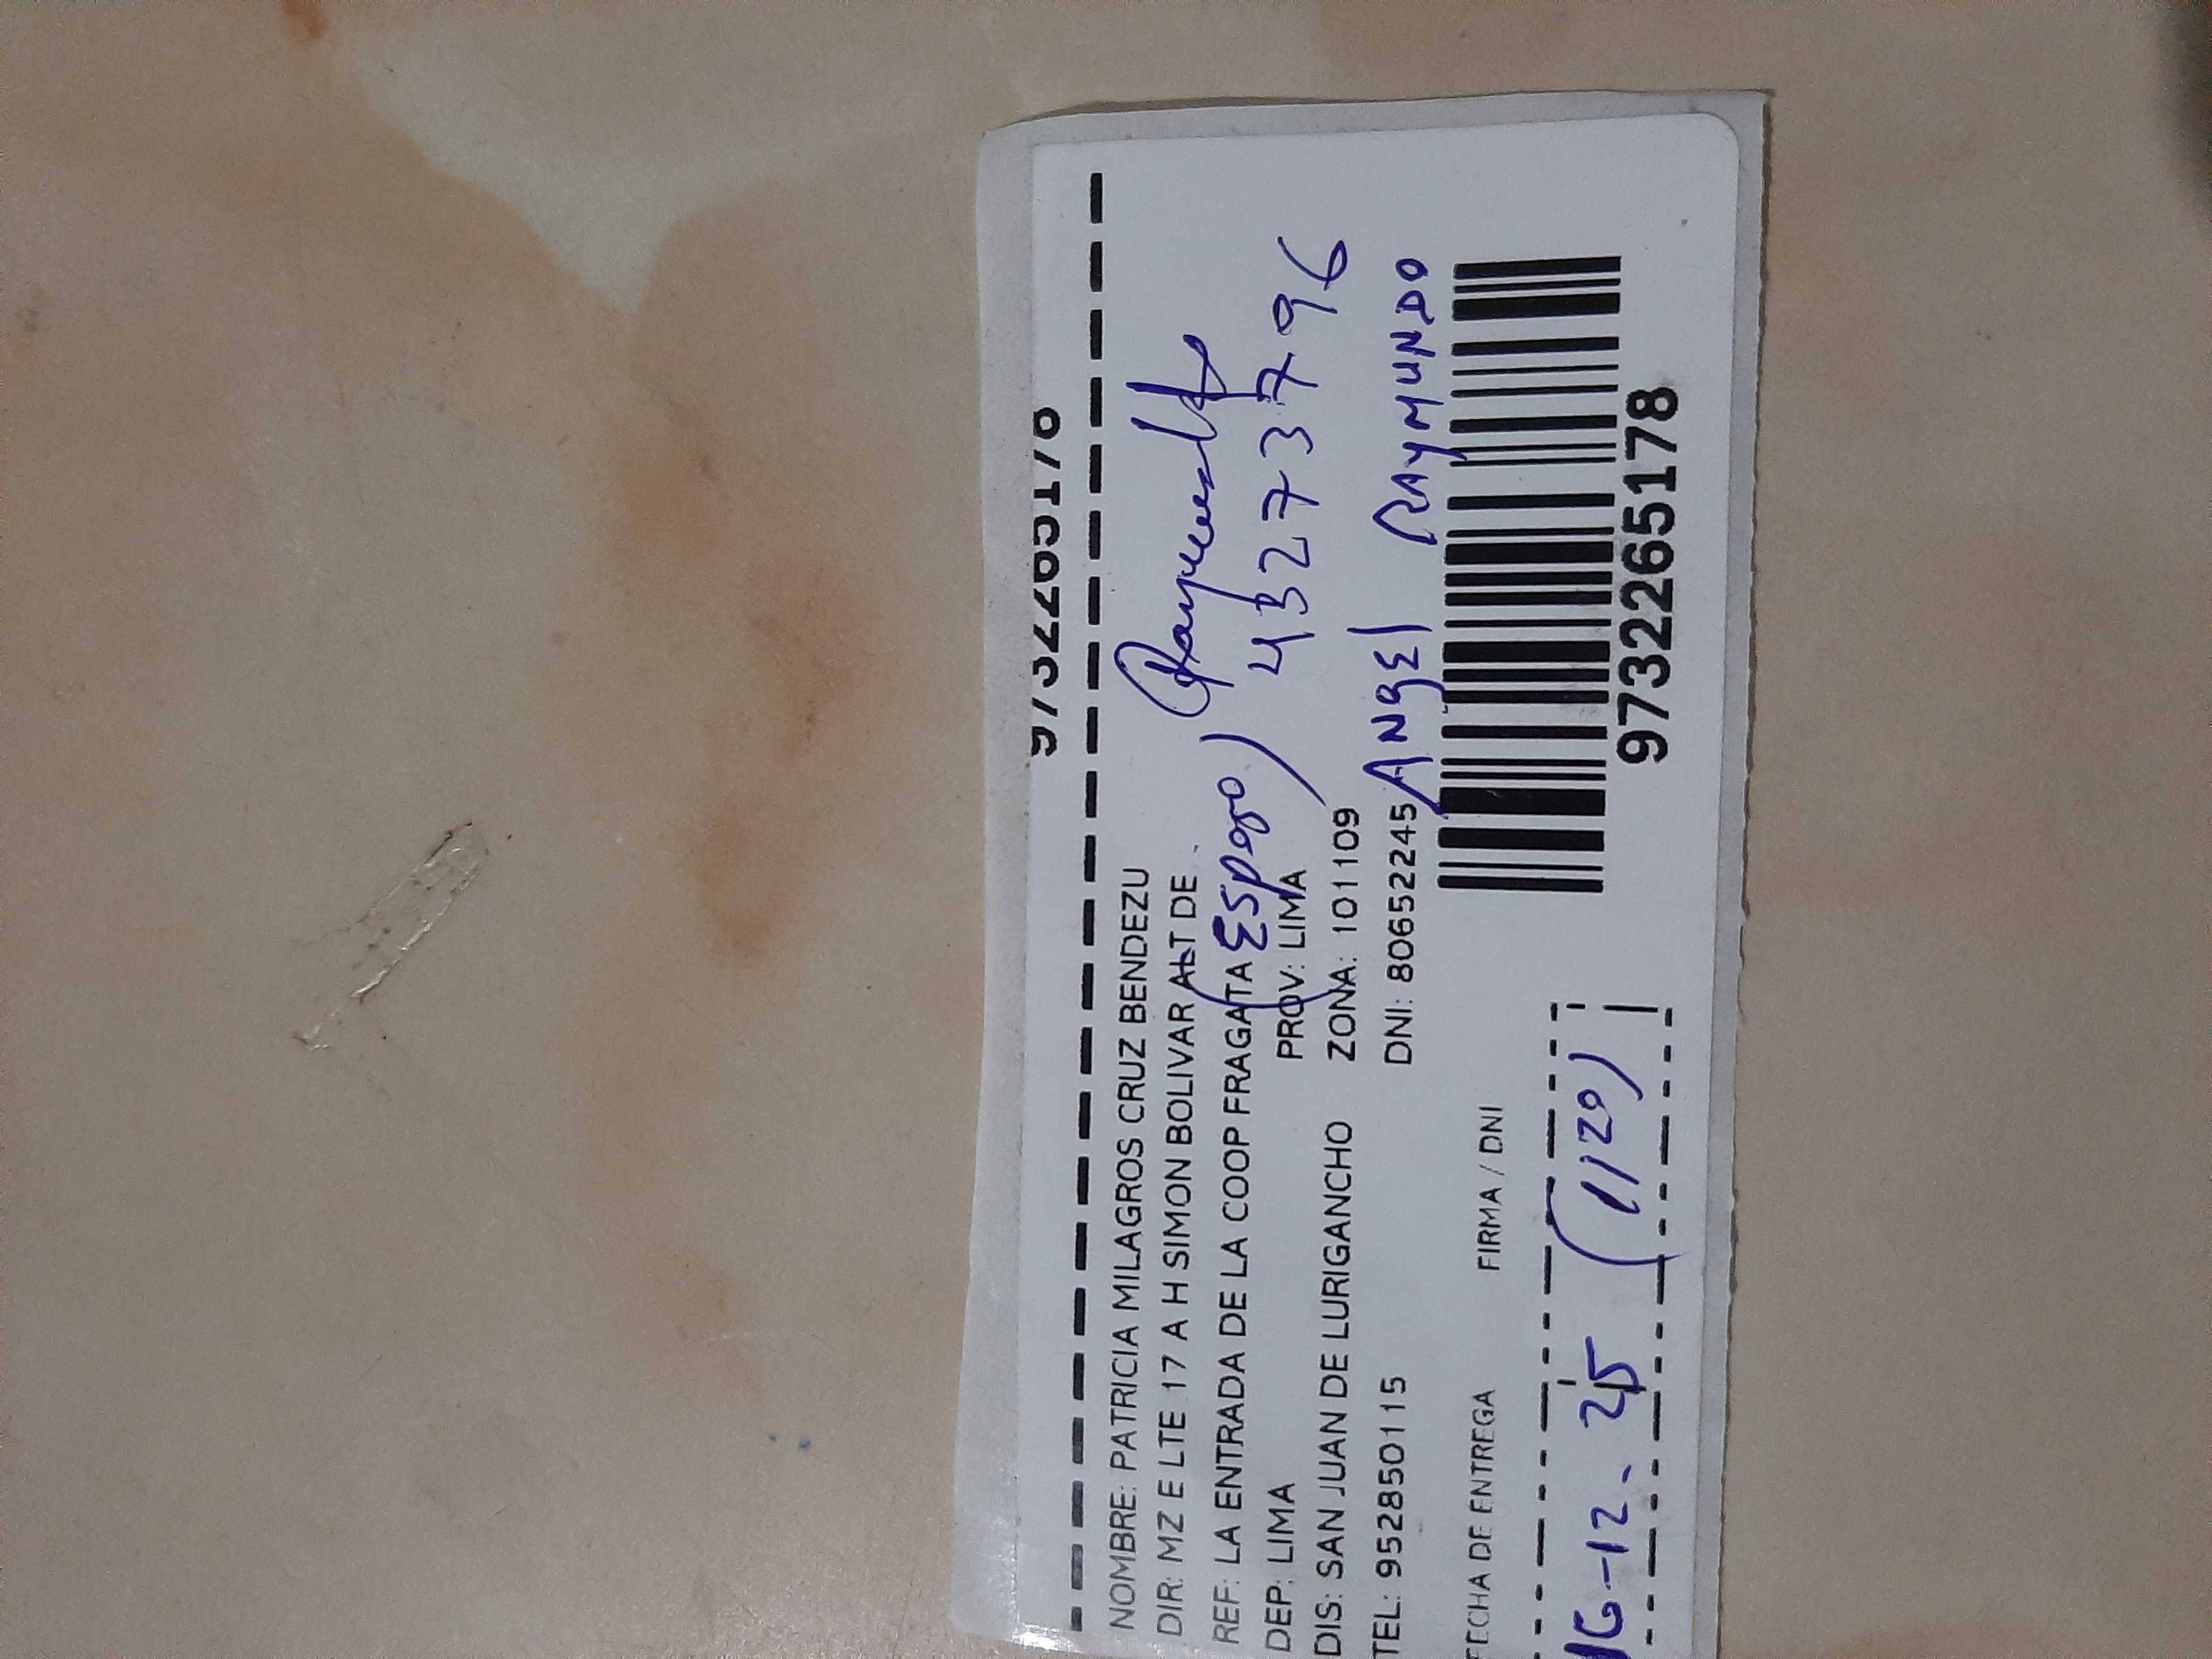 NOMBRE: PATRICIA MILAGROS CRUZ BENDEZU
DIR: MZ E LTE 17 A H SIMON BOLIVAR ALT DE
REF: LA ENTRADA DE LA COOP FRAGATA
DEP: LIMA PROV: LIMA
DIS: SAN JUAN DE LURIGANCHO ZONA: 101109
TEL: 952850115 DNI: 80652245
(Esposo)
43273796
ANgEl RAYMUNDO
FECHA DE ENTREGA FIRMA / DNI
16-12. 25 (1120)
9732265178